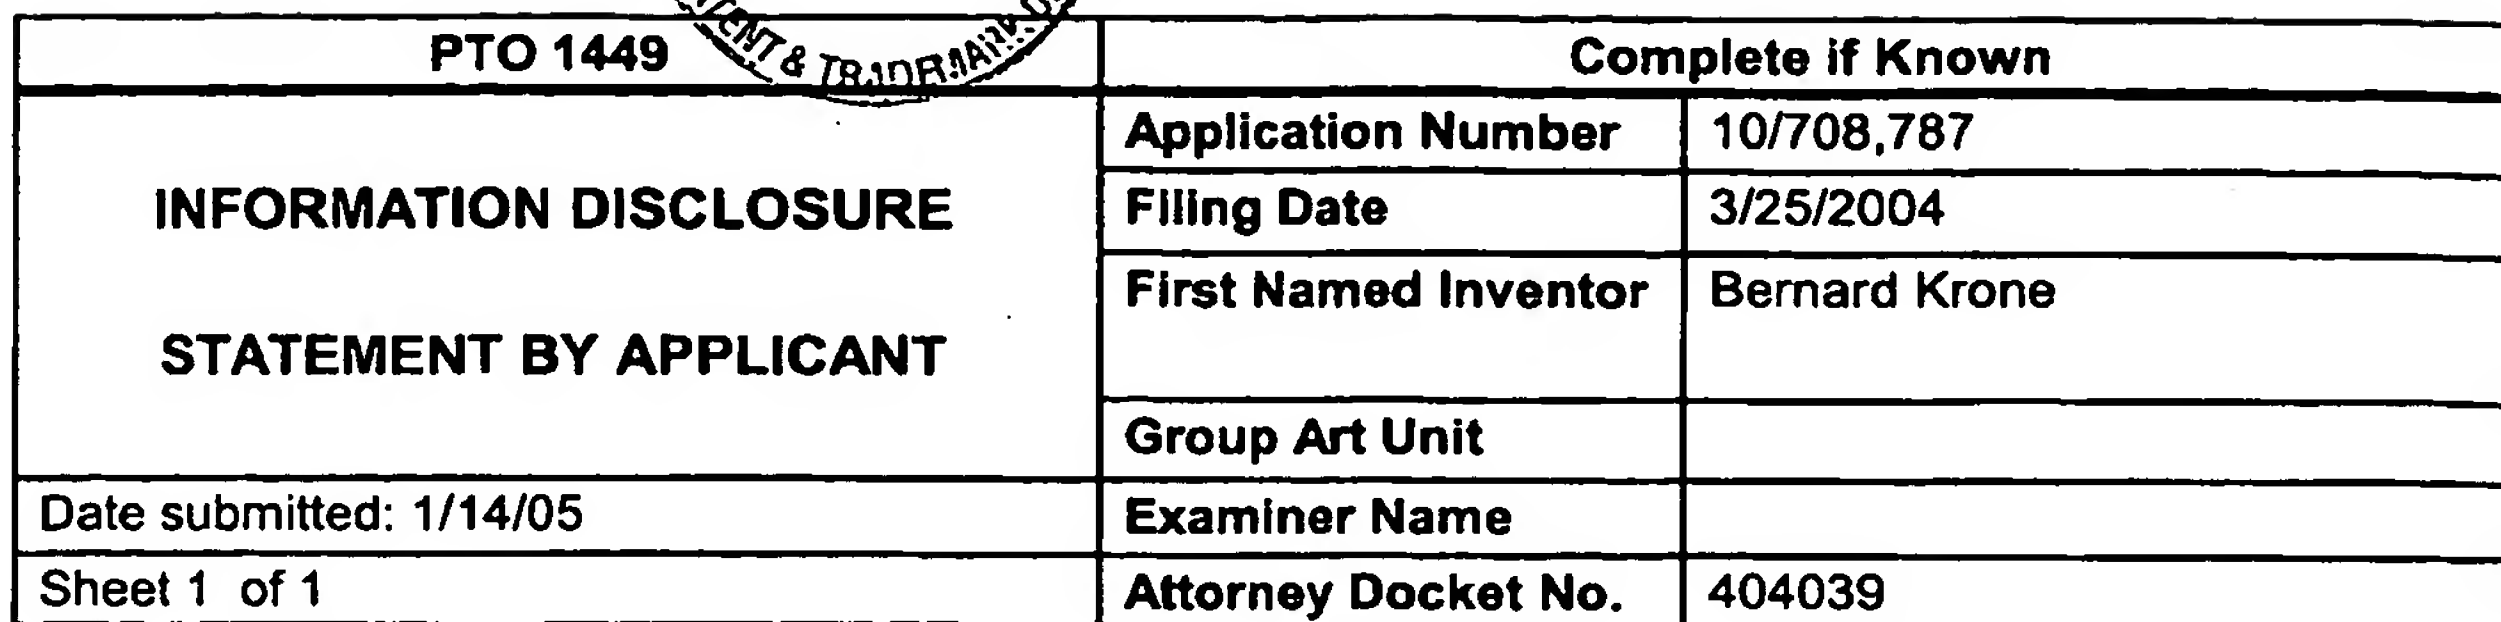 PTO 1449
& TRADEMARK
Complete if Known
Application Number 10/708,787
INFORMATION DISCLOSURE
Filing Date 3/25/2004
First Named Inventor Bernard Krone
STATEMENT BY APPLICANT
Group Art Unit
Date submitted: 1/14/05
Examiner Name
Sheet 1 of 1
Attorney Docket No. 404039